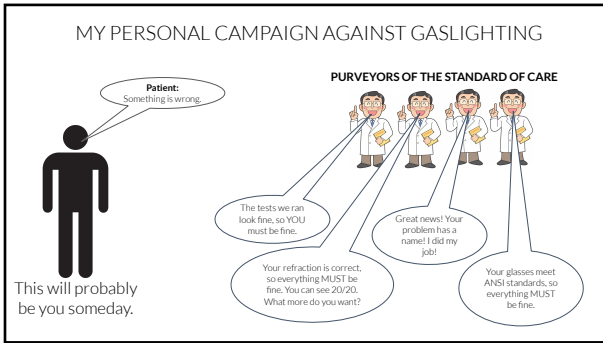 MY PERSONAL CAMPAIGN AGAINST GASLIGHTING
PURVEYORS OF THE STANDARD OF CARE
Patient:
Something is wrong.
The tests we ran
look fine, so YOU
must be fine.
Great news! Your
problem has a
name! I did my
job!
Your refraction is correct,
so everything MUST be
fine. You can see 20/20.
What more do you want?
Your glasses meet
ANSI standards, so
everything MUST
be fine.
This will probably
be you someday.